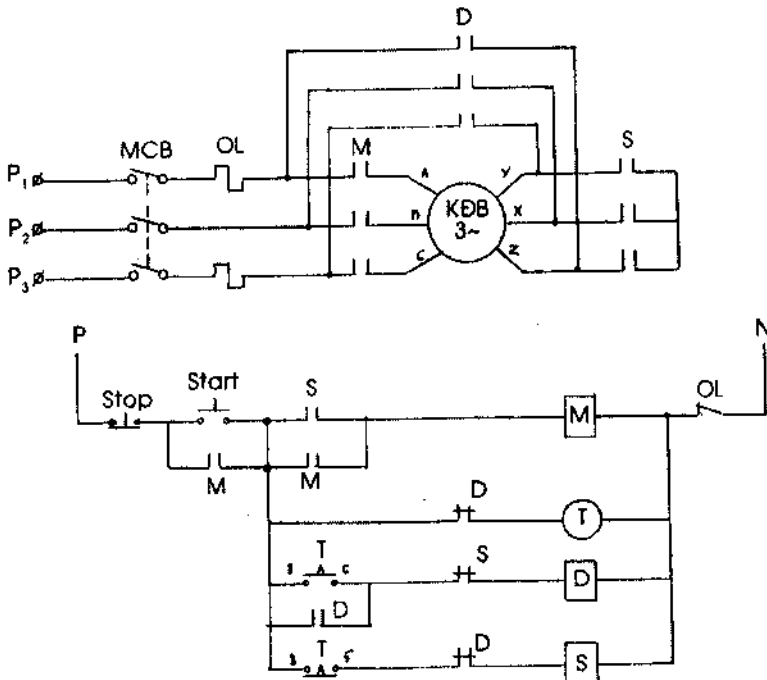 D
MCB OL M S
P1 A Y
P2 B KĐB X
3~
P3 C Z
P N
Stop Start S M OL
M M
D T
T S D
D
T D S